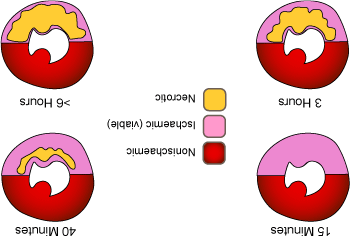 15 Minutes
40 Minutes
Nonischaemic
Ischaemic (viable)
Necrotic
3 Hours
>6 Hours